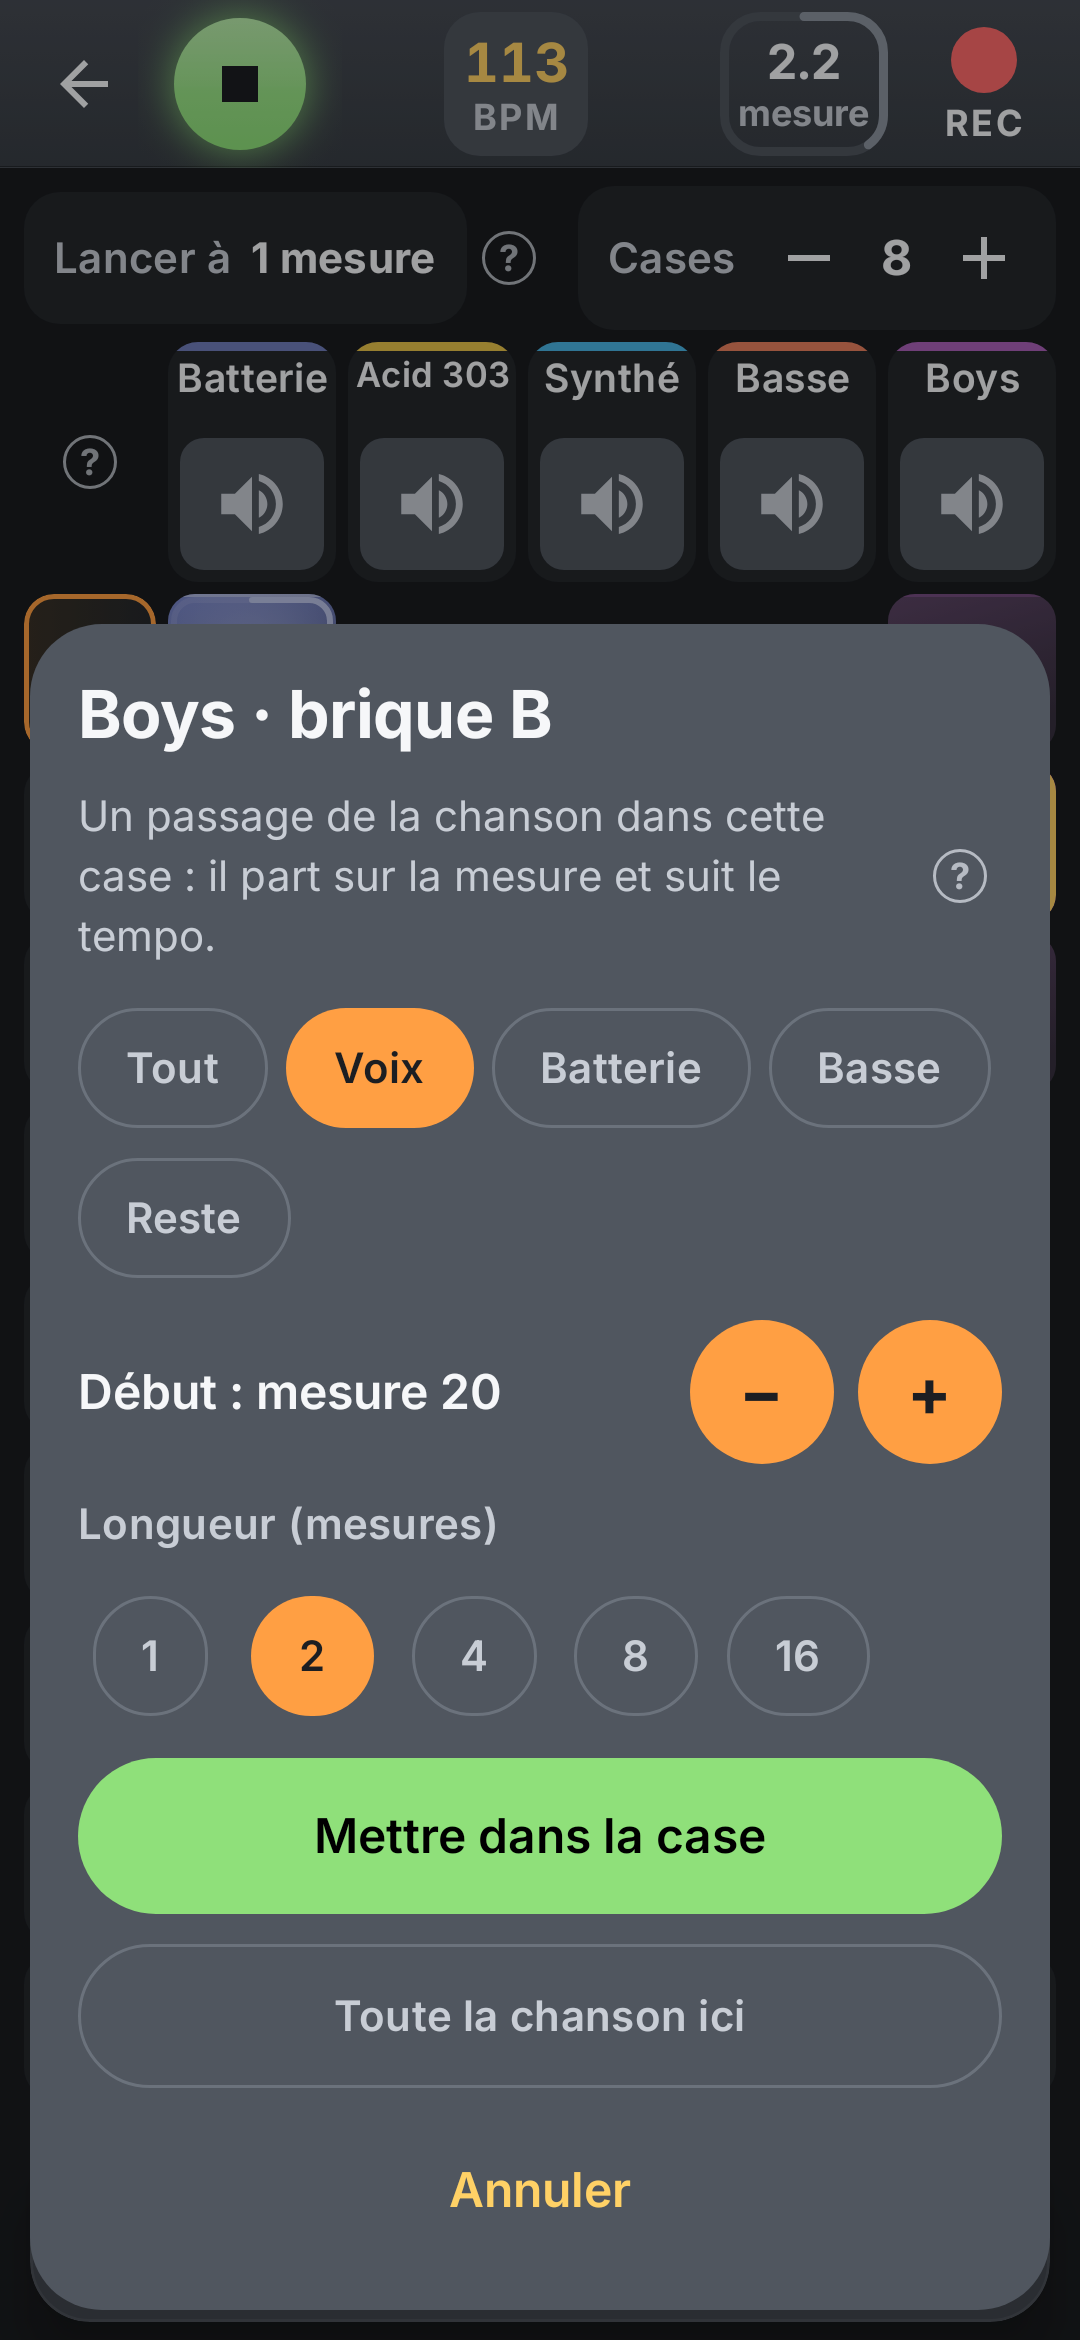 113
BPM
2.2
mesure
REC
Lancer à 1 mesure
?
Cases
8
Batterie
Acid 303
Synthé
Basse
Boys
?
Boys · brique B
Un passage de la chanson dans cette
case : il part sur la mesure et suit le
tempo.
?
Tout
Voix
Batterie
Basse
Reste
Début : mesure 20
−
+
Longueur (mesures)
1
2
4
8
16
Mettre dans la case
Toute la chanson ici
Annuler